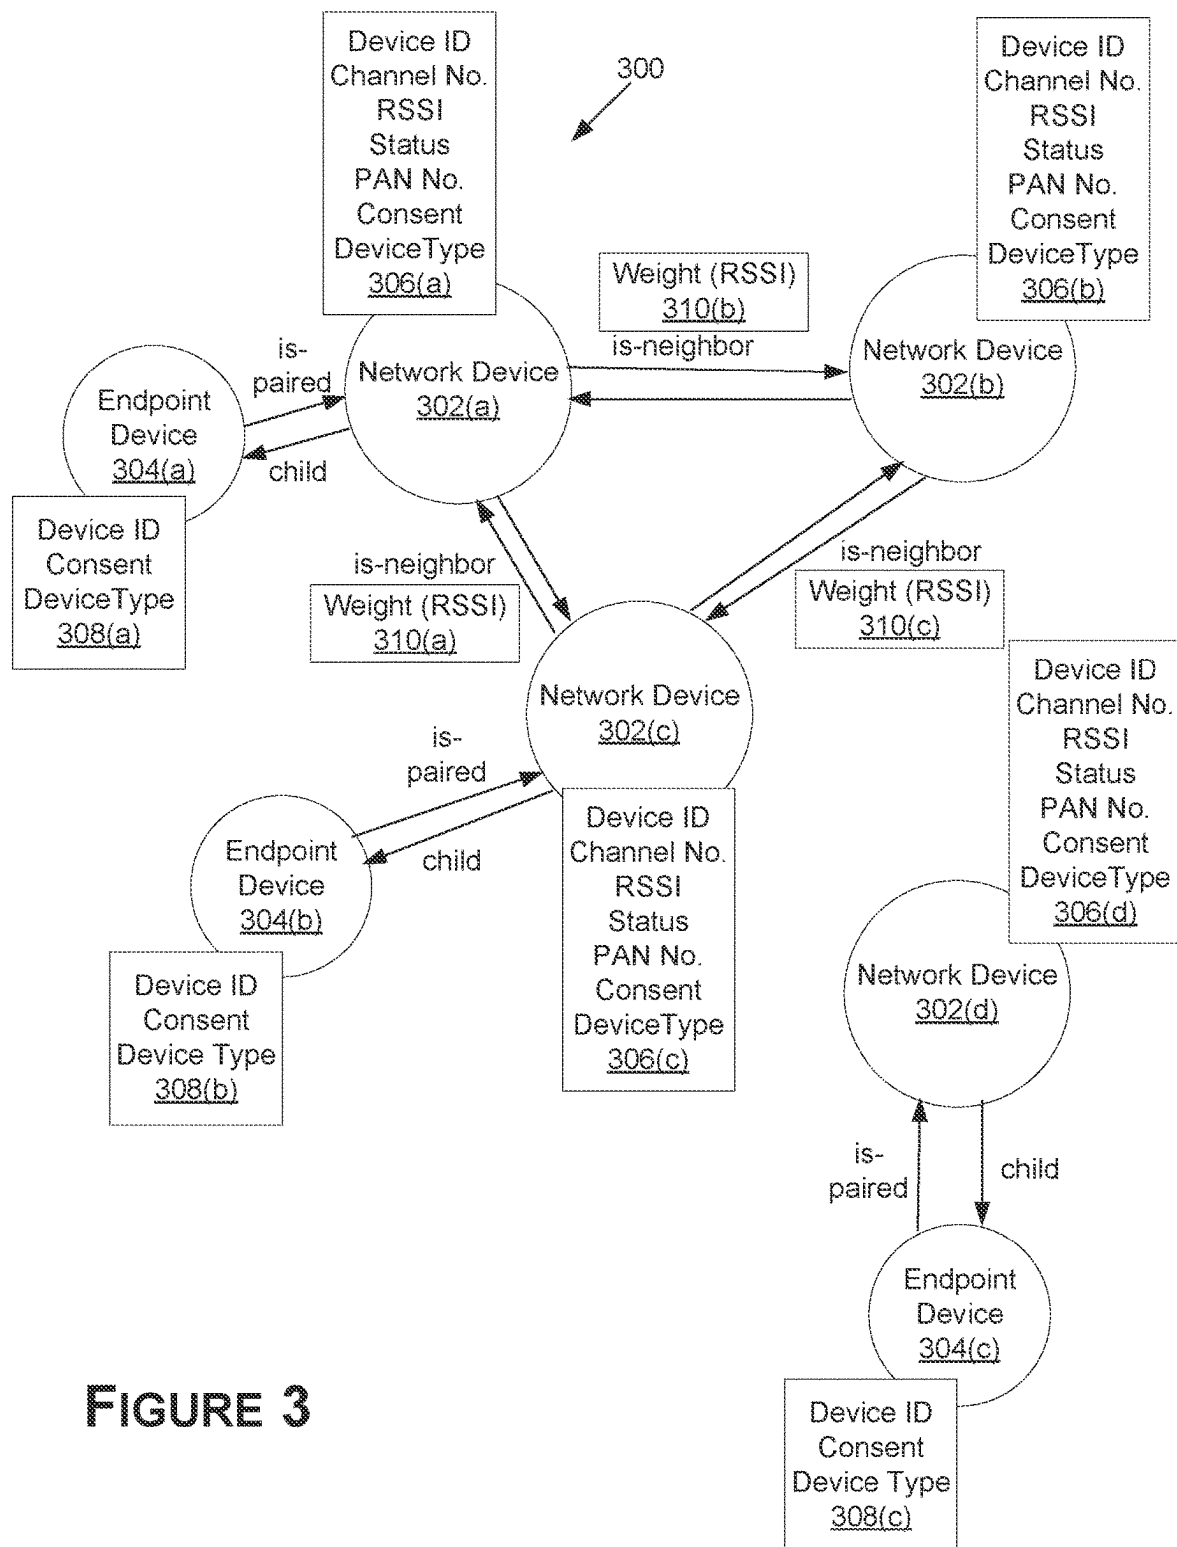 Device ID
Channel No.
RSSI
Status
PAN No.
Consent
DeviceType
306(a)
300
Device ID
Channel No.
RSSI
Status
PAN No.
Consent
DeviceType
306(b)
Weight (RSSI)
310(b)
is-neighbor
Network Device
302(a)
Network Device
302(b)
is-
paired
child
Endpoint
Device
304(a)
Device ID
Consent
DeviceType
308(a)
is-neighbor
Weight (RSSI)
310(a)
is-neighbor
Weight (RSSI)
310(c)
Network Device
302(c)
Device ID
Channel No.
RSSI
Status
PAN No.
Consent
DeviceType
306(c)
is-
paired
child
Endpoint
Device
304(b)
Device ID
Consent
Device Type
308(b)
Device ID
Channel No.
RSSI
Status
PAN No.
Consent
DeviceType
306(d)
Network Device
302(d)
is-
paired
child
Endpoint
Device
304(c)
Device ID
Consent
Device Type
308(c)
FIGURE 3